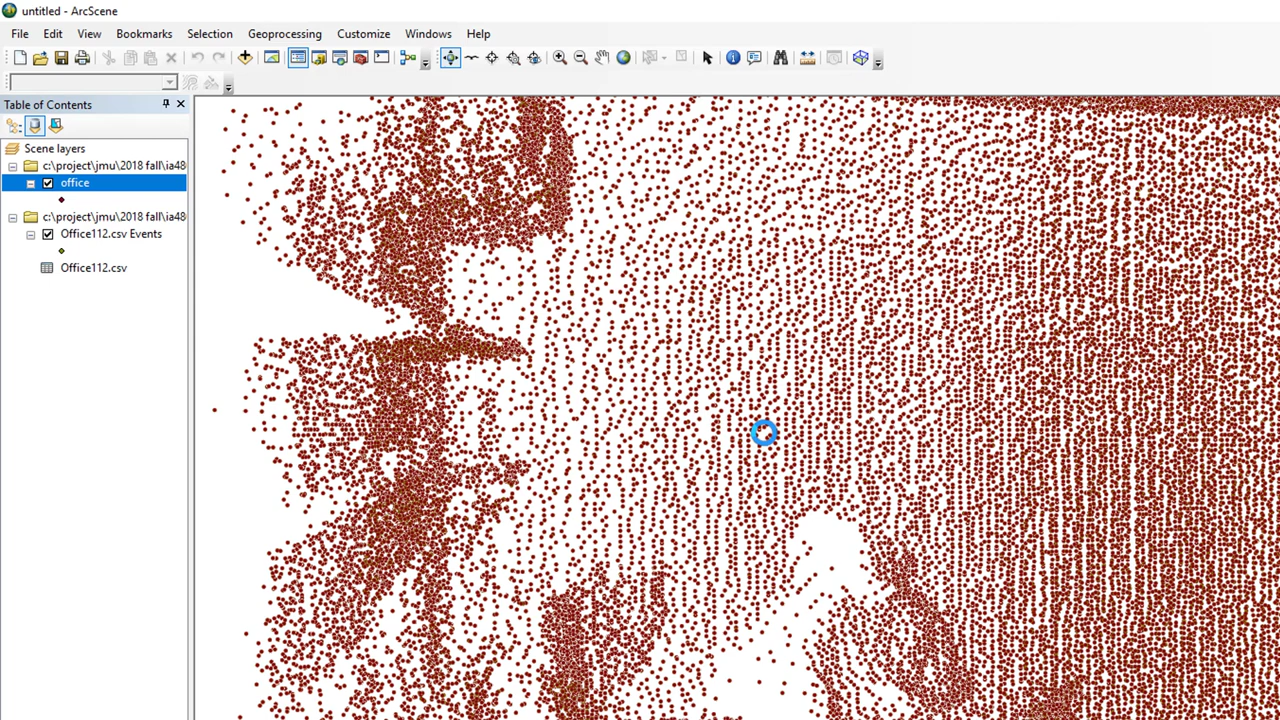 untitled - ArcScene
File Edit View Bookmarks Selection Geoprocessing Customize Windows Help
Table of Contents
Scene layers
c:\project\jmu\2018 fall\ia48
office
c:\project\jmu\2018 fall\ia48
Office112.csv Events
Office112.csv